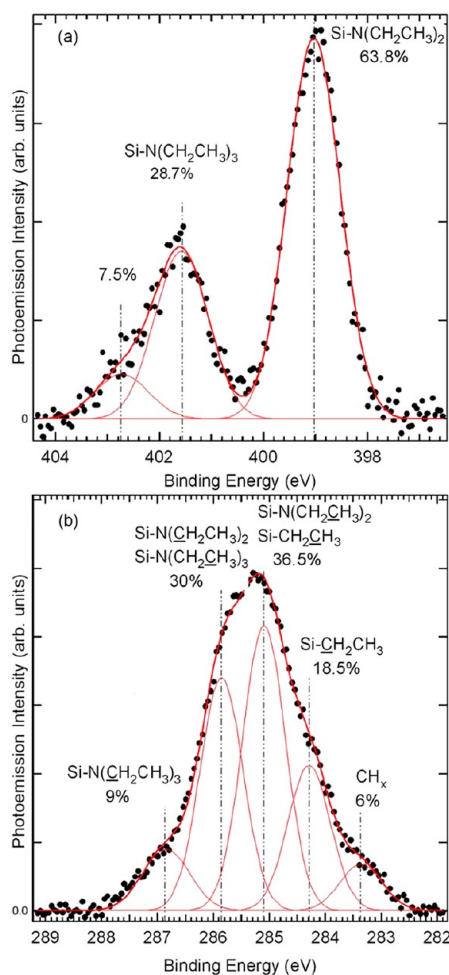 (a)
Si-N(CH2CH3)2
63.8%
Si-N(CH2CH3)3
28.7%
7.5%
Photoemission Intensity (arb. units)
0
404 402 400 398
Binding Energy (eV)
(b)
Si-N(CH2CH3)2
Si-N(CH2CH3)3
30%
Si-N(CH2CH3)2
Si-CH2CH3
36.5%
Si-CH2CH3
18.5%
Si-N(CH2CH3)3
9%
CHx
6%
Photoemission Intensity (arb. units)
0.0
289 288 287 286 285 284 283 282
Binding Energy (eV)